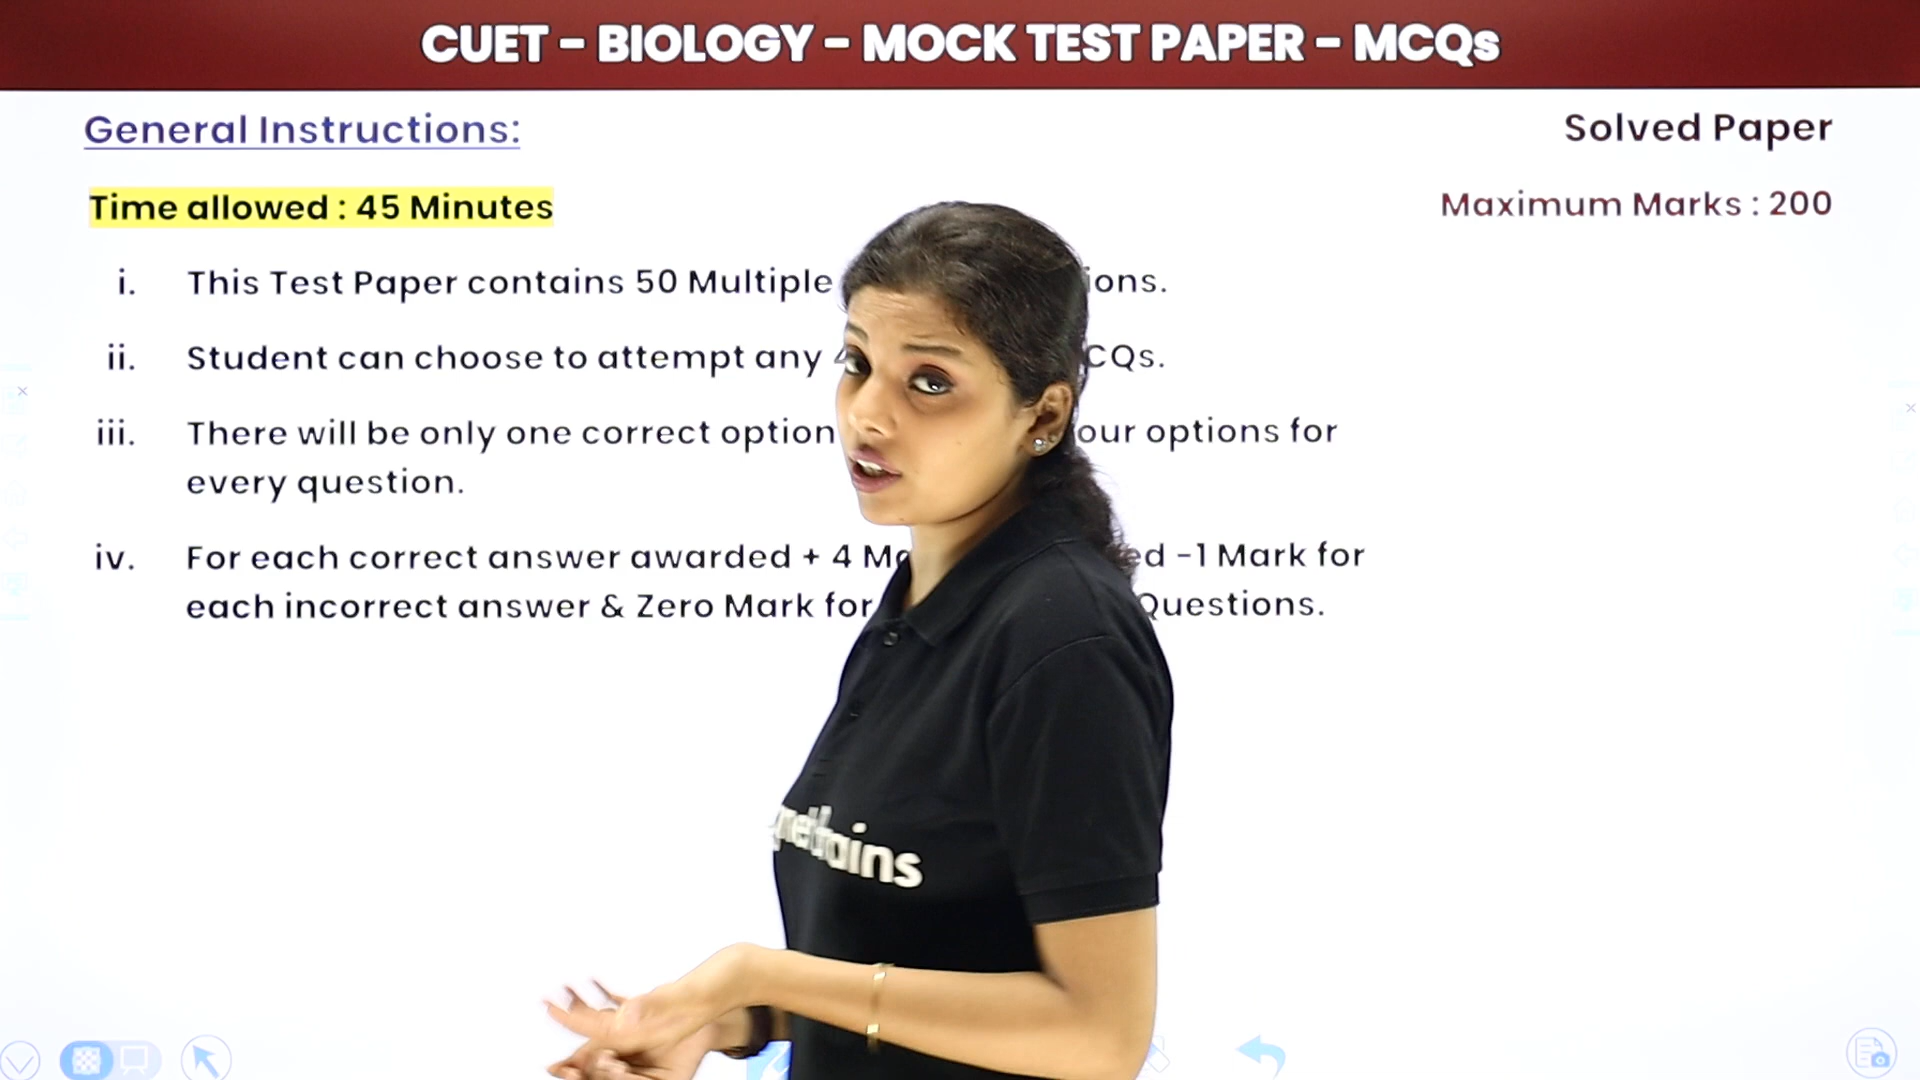 CUET - BIOLOGY - MOCK TEST PAPER - MCQs
General Instructions:
Solved Paper
Time allowed : 45 Minutes
Maximum Marks : 200
i. This Test Paper contains 50 Multiple
ii. Student can choose to attempt any
iii. There will be only one correct option options for
every question.
iv. For each correct answer awarded + 4 -1 Mark for
each incorrect answer & Zero Mark for Questions.